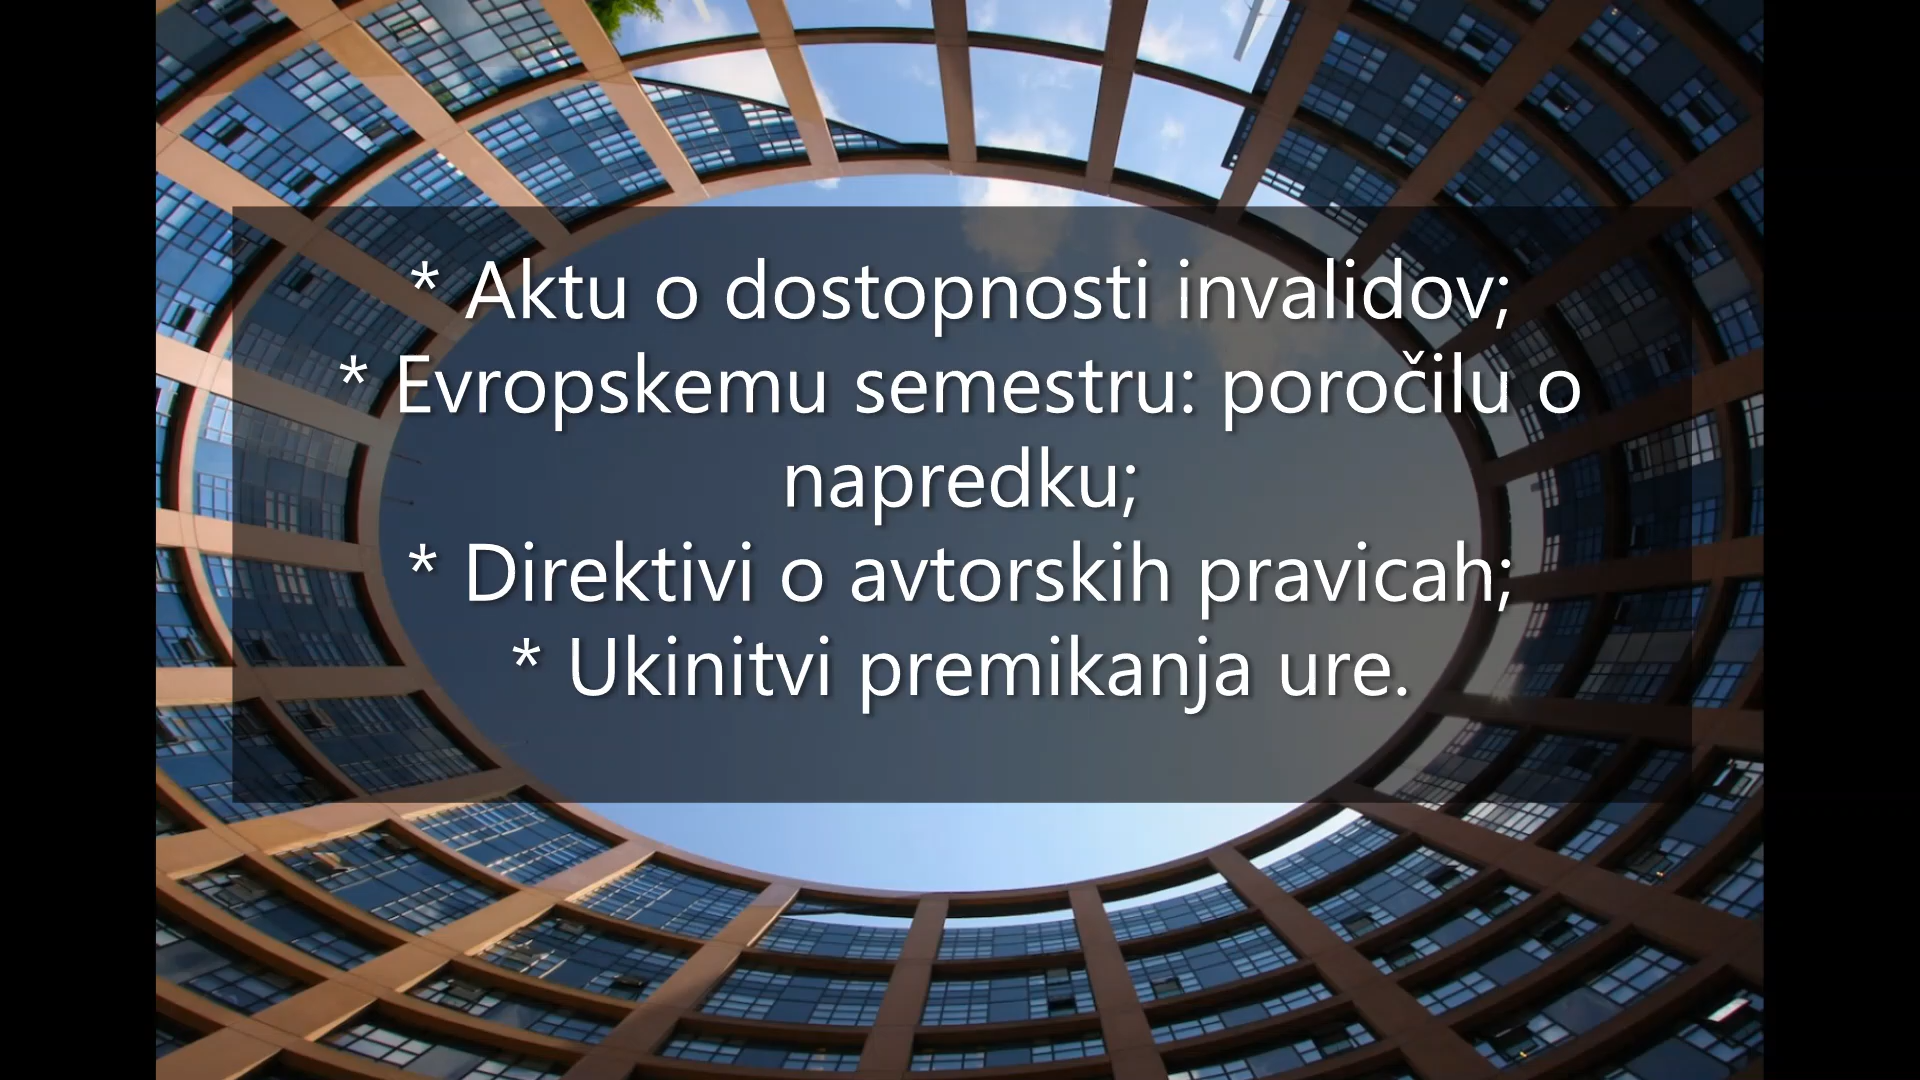 * Aktu o dostopnosti invalidov;
* Evropskemu semestru: poročilu o
napredku;
* Direktivi o avtorskih pravicah;
* Ukinitvi premikanja ure.